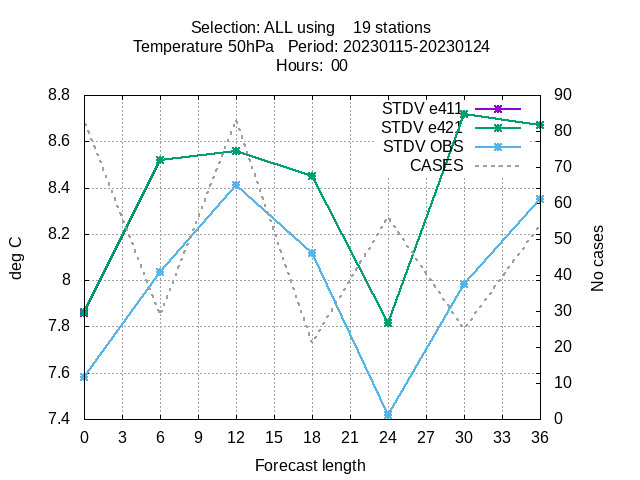 Selection: ALL using    19 stations
Temperature 50hPa   Period: 20230115-20230124
Hours:  00
STDV e411
STDV e421
STDV OBS
CASES
8.8
8.6
8.4
8.2
8
7.8
7.6
7.4
deg C
90
80
70
60
50
40
30
20
10
0
No cases
0 3 6 9 12 15 18 21 24 27 30 33 36
Forecast length